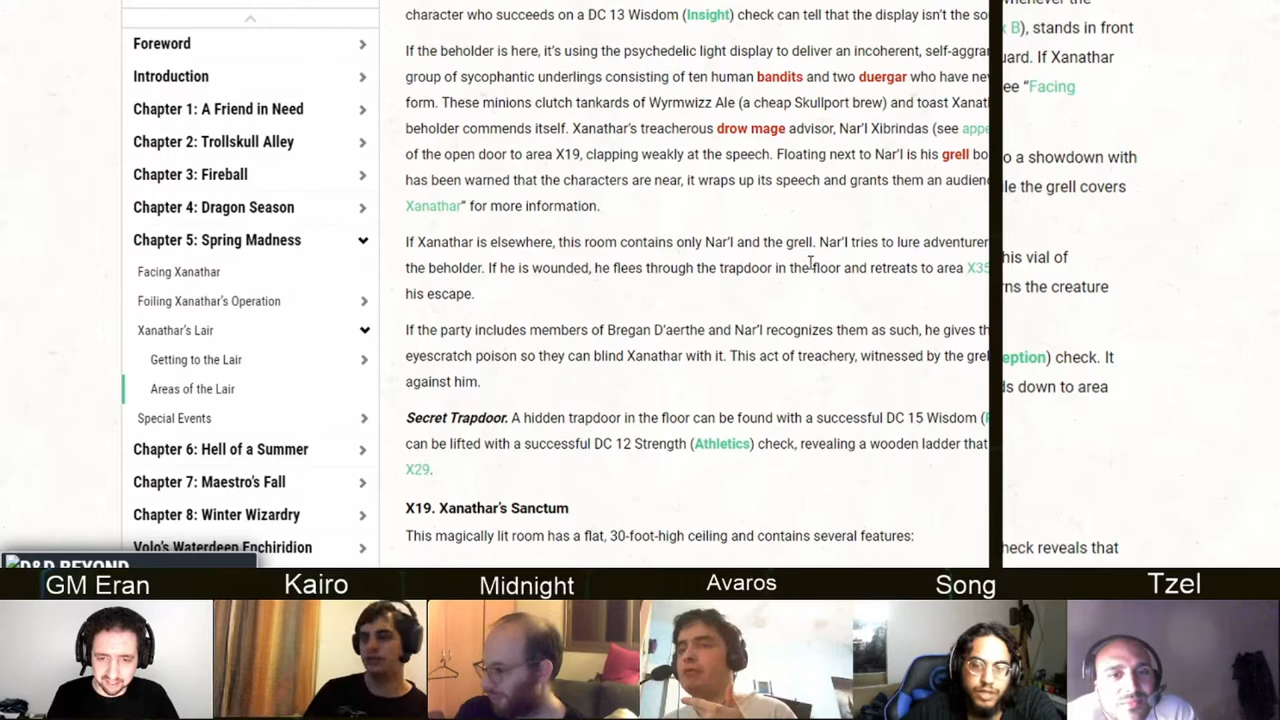 Foreword
Introduction
Chapter 1: A Friend in Need
Chapter 2: Trollskull Alley
Chapter 3: Fireball
Chapter 4: Dragon Season
Chapter 5: Spring Madness
Facing Xanathar
Foiling Xanathar's Operation
Xanathar's Lair
Getting to the Lair
Areas of the Lair
Special Events
Chapter 6: Hell of a Summer
Chapter 7: Maestro's Fall
Chapter 8: Winter Wizardry
Volo's Waterdeep Enchiridion
D&D BEYOND
character who succeeds on a DC 13 Wisdom (Insight) check can tell that the display isn't the
If the beholder is here, it's using the psychedelic light display to deliver an incoherent,
group of sycophantic underlings consisting of ten human bandits and two duergar who have
form. These minions clutch tankards of Wyrmwizz Ale (a cheap Skullport brew) and toast
beholder commends itself. Xanathar's treacherous drow mage advisor, Nar'l Xibrindas (see
of the open door to area X19, clapping weakly at the speech. Floating next to Nar'l is his grell
has been warned that the characters are near, it wraps up its speech and grants them an
Xanathar" for more information.
If Xanathar is elsewhere, this room contains only Nar'l and the grell. Nar'l tries to lure
the beholder. If he is wounded, he flees through the trapdoor in the floor and retreats to area X35
his escape.
If the party includes members of Bregan D'aerthe and Nar'l recognizes them as such, he gives
eyescratch poison so they can blind Xanathar with it. This act of treachery, witnessed by the
against him.
Secret Trapdoor. A hidden trapdoor in the floor can be found with a successful DC 15 Wisdom (
can be lifted with a successful DC 12 Strength (Athletics) check, revealing a wooden ladder that
X29.
X19. Xanathar's Sanctum
This magically lit room has a flat, 30-foot-high ceiling and contains several features:
whenever the
B), stands in front
If Xanathar
"Facing
a showdown with
the grell covers
his vial of
the creature
) check. It
down to area
reveals that
GM Eran
Kairo
Midnight
Avaros
Song
Tzel